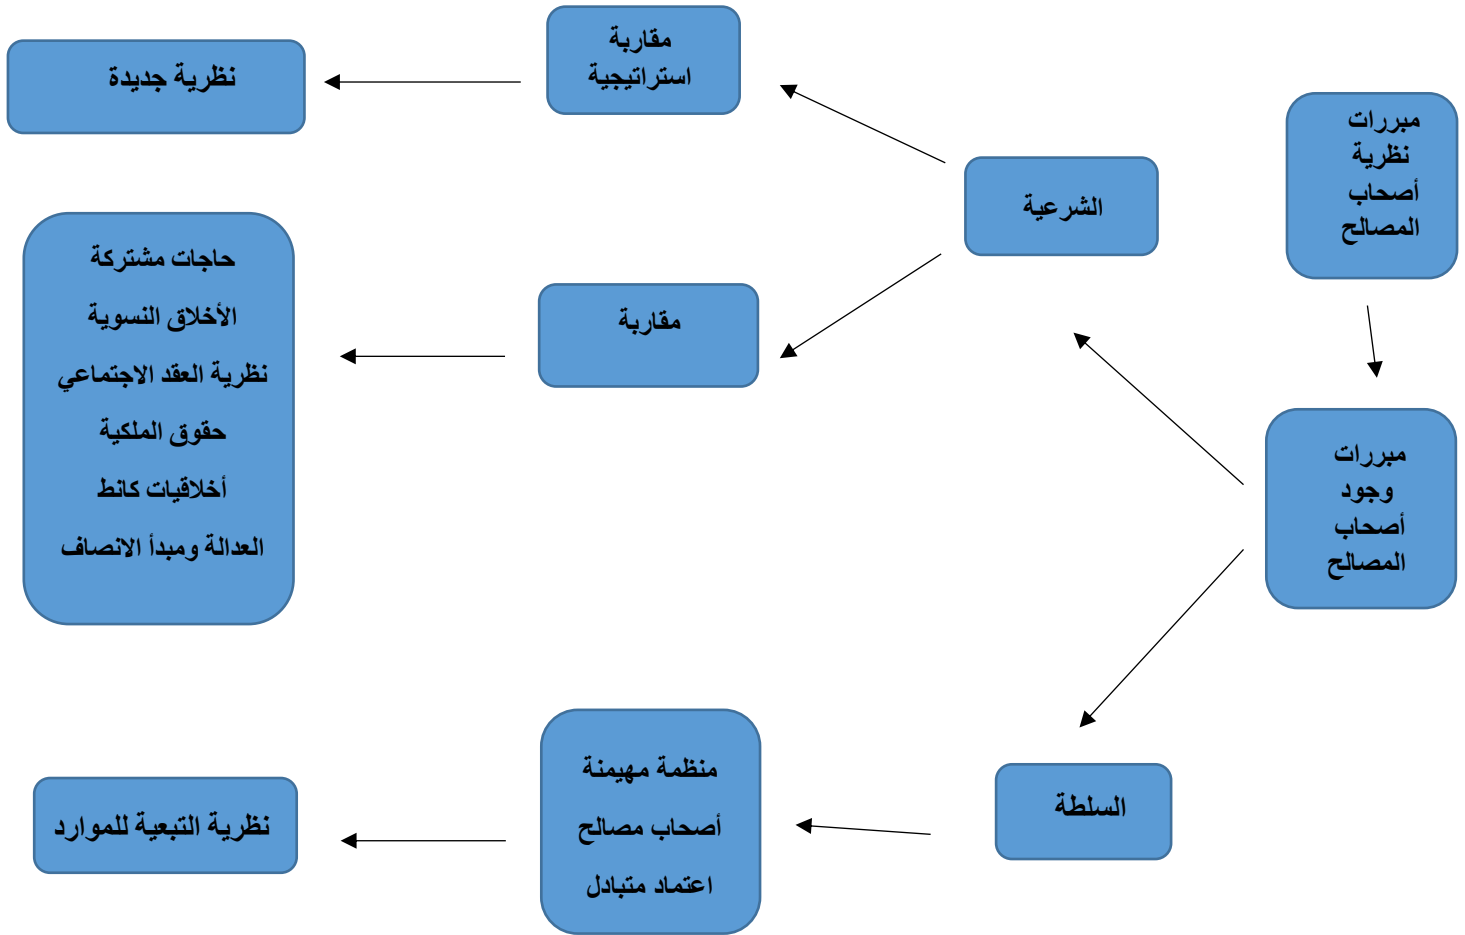 مبررات
نظرية
أصحاب
المصالح
مبررات
وجود
أصحاب
المصالح
الشرعية
السلطة
مقاربة
استراتيجية
مقاربة
منظمة مهيمنة
أصحاب مصالح
اعتماد متبادل
نظرية جديدة
حاجات مشتركة
الأخلاق النسوية
نظرية العقد الاجتماعي
حقوق الملكية
أخلاقيات كانط
العدالة ومبدأ الانصاف
نظرية التبعية للموارد